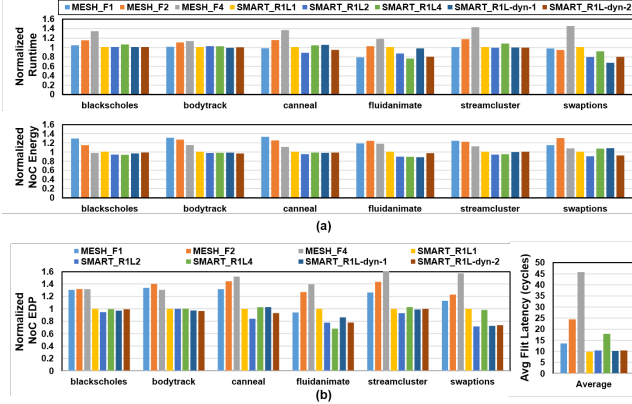 MESH_F1 MESH_F2 MESH_F4 SMART_R1L1 SMART_R1L2 SMART_R1L4 SMART_R1L-dyn-1 SMART_R1L-dyn-2
Normalized
Runtime
1.6
1.4
1.2
1
0.8
0.6
0.4
0.2
0
blackscholes bodytrack canneal fluidanimate streamcluster swaptions
Normalized
NoC Energy
1.6
1.4
1.2
1
0.8
0.6
0.4
0.2
0
blackscholes bodytrack canneal fluidanimate streamcluster swaptions
(a)
MESH_F1 MESH_F2 MESH_F4 SMART_R1L1
SMART_R1L2 SMART_R1L4 SMART_R1L-dyn-1 SMART_R1L-dyn-2
Normalized
NoC EDP
1.6
1.4
1.2
1
0.8
0.6
0.4
0.2
0
blackscholes bodytrack canneal fluidanimate streamcluster swaptions
Avg Flit Latency (cycles)
50
45
40
35
30
25
20
15
10
5
0
Average
(b)